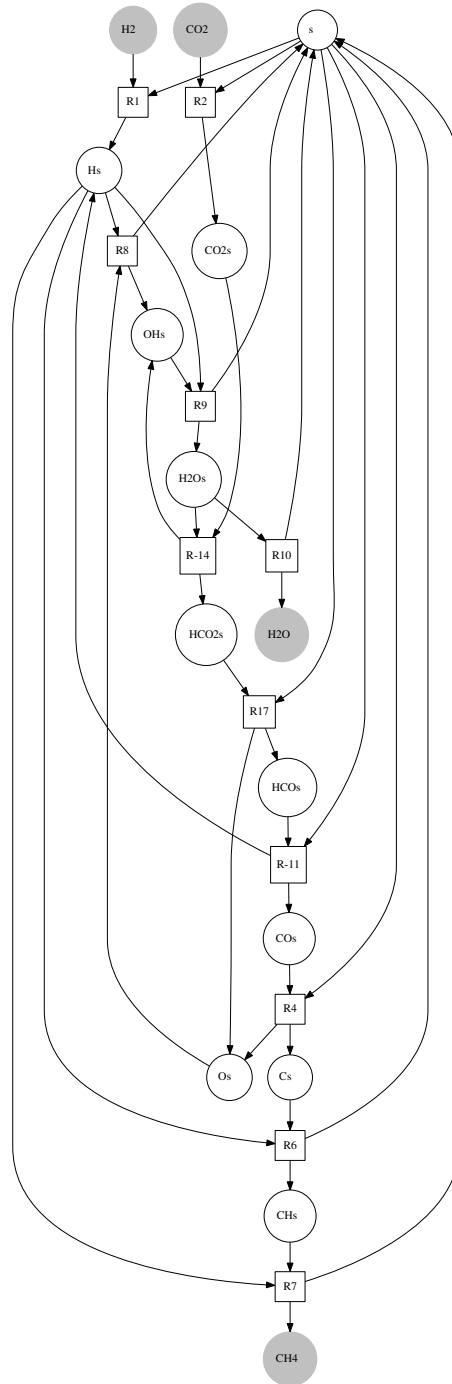 H2
CO2
s
R1
R2
Hs
R8
CO2s
OHs
R9
H2Os
R-14
R10
HCO2s
H2O
R17
HCOs
R-11
COs
R4
Os
Cs
R6
CHs
R7
CH4